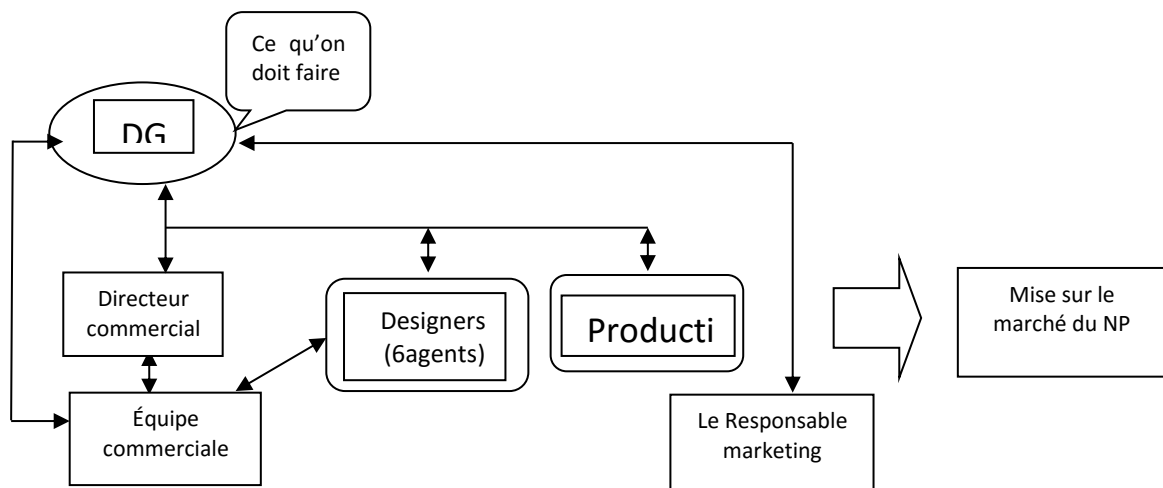 Ce qu’on
doit faire
DG
Directeur
commercial
Designers
(6agents)
Producti
Mise sur le
marché du NP
Équipe
commerciale
Le Responsable
marketing